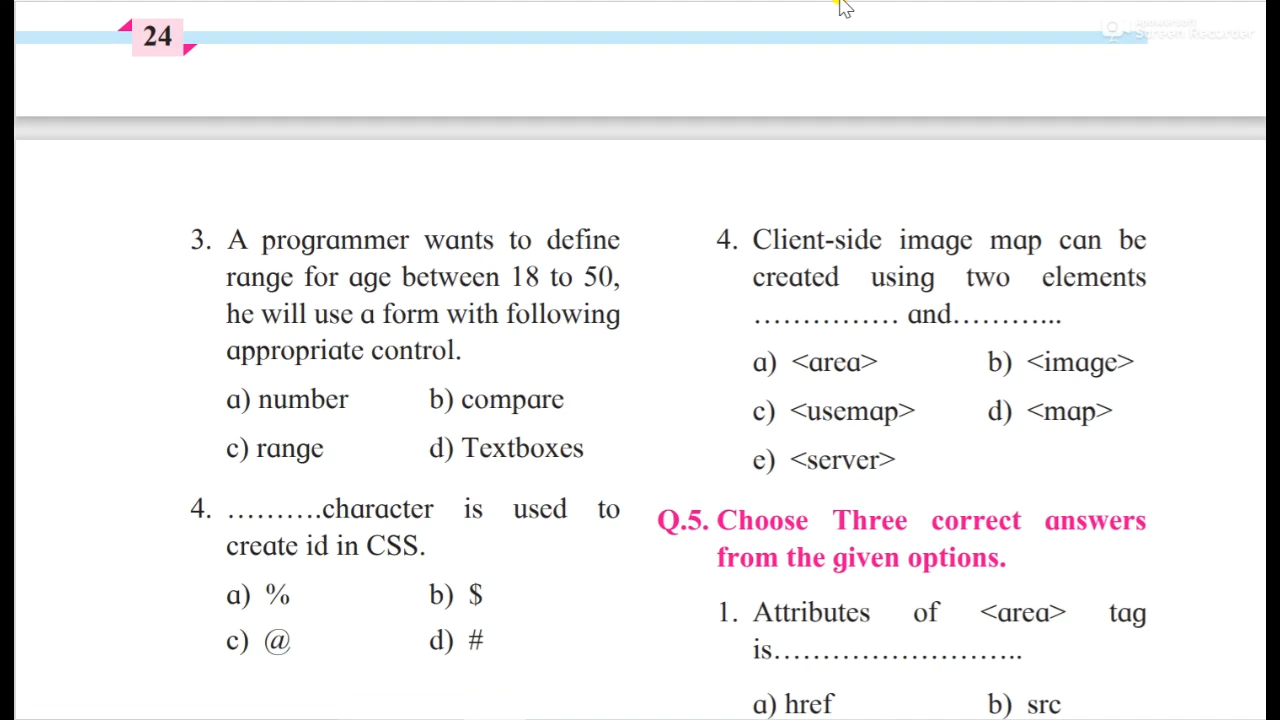 24
Apowersoft
Screen Recorder
3. A programmer wants to define
range for age between 18 to 50,
he will use a form with following
appropriate control.
a) number b) compare
c) range d) Textboxes
4. ……….character is used to
create id in CSS.
a) % b) $
c) @ d) #
4. Client-side image map can be
created using two elements
…………… and………...
a) <area> b) <image>
c) <usemap> d) <map>
e) <server>
Q.5. Choose Three correct answers
from the given options.
1. Attributes of <area> tag
is……………………..
a) href b) src